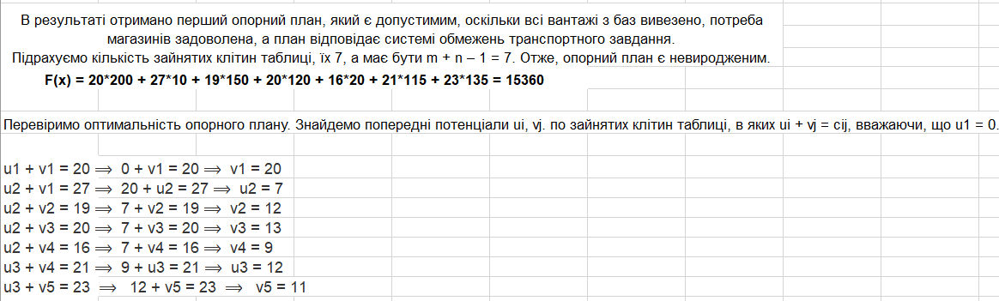 В результаті отримано перший опорний план, який є допустимим, оскільки всі вантажі з баз вивезено, потреба
магазинів задоволена, а план відповідає системі обмежень транспортного завдання.
Підрахуємо кількість зайнятих клітин таблиці, їх 7, а має бути m + n – 1 = 7. Отже, опорний план є невиродженим.
F(x) = 20*200 + 27*10 + 19*150 + 20*120 + 16*20 + 21*115 + 23*135 = 15360
Перевіримо оптимальність опорного плану. Знайдемо попередні потенціали ui, vj. по зайнятих клітин таблиці, в яких ui + vj = cij, вважаючи, що u1 = 0.
u1 + v1 = 20 ⟹ 0 + v1 = 20 ⟹ v1 = 20
u2 + v1 = 27 ⟹ 20 + u2 = 27 ⟹ u2 = 7
u2 + v2 = 19 ⟹ 7 + v2 = 19 ⟹ v2 = 12
u2 + v3 = 20 ⟹ 7 + v3 = 20 ⟹ v3 = 13
u2 + v4 = 16 ⟹ 7 + v4 = 16 ⟹ v4 = 9
u3 + v4 = 21 ⟹ 9 + u3 = 21 ⟹ u3 = 12
u3 + v5 = 23 ⟹ 12 + v5 = 23 ⟹ v5 = 11